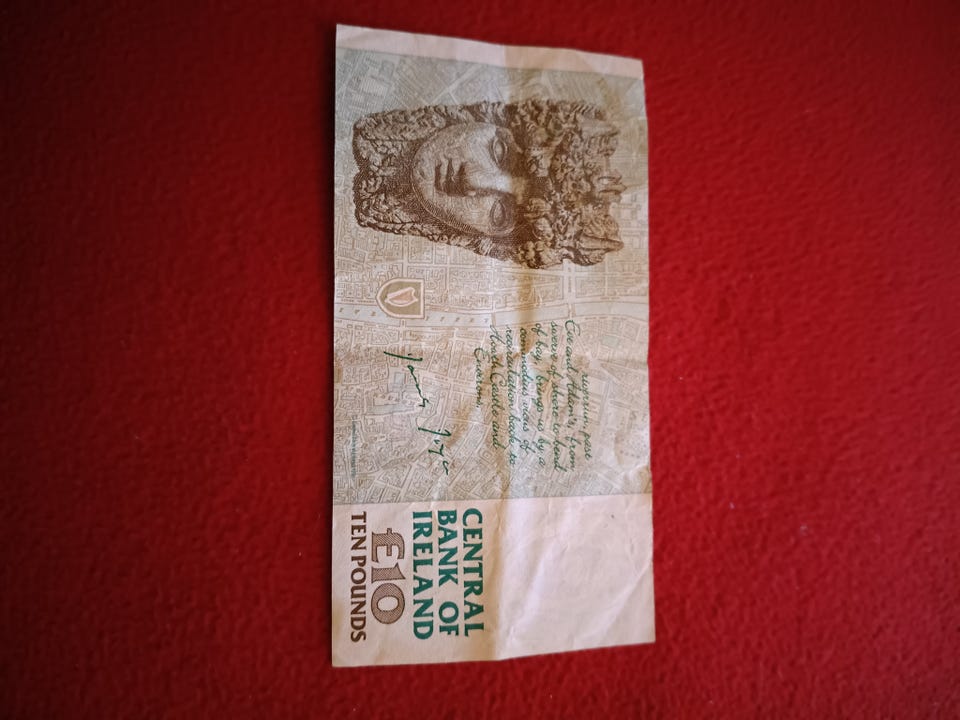 riverrun, past
Eve and Adam's, from
swerve of shore to bend
of bay, brings us by a
commodius vicus of
recirculation back to
Howth Castle and
Environs.
James Joyce
CENTRAL
BANK OF
IRELAND
£10
TEN POUNDS